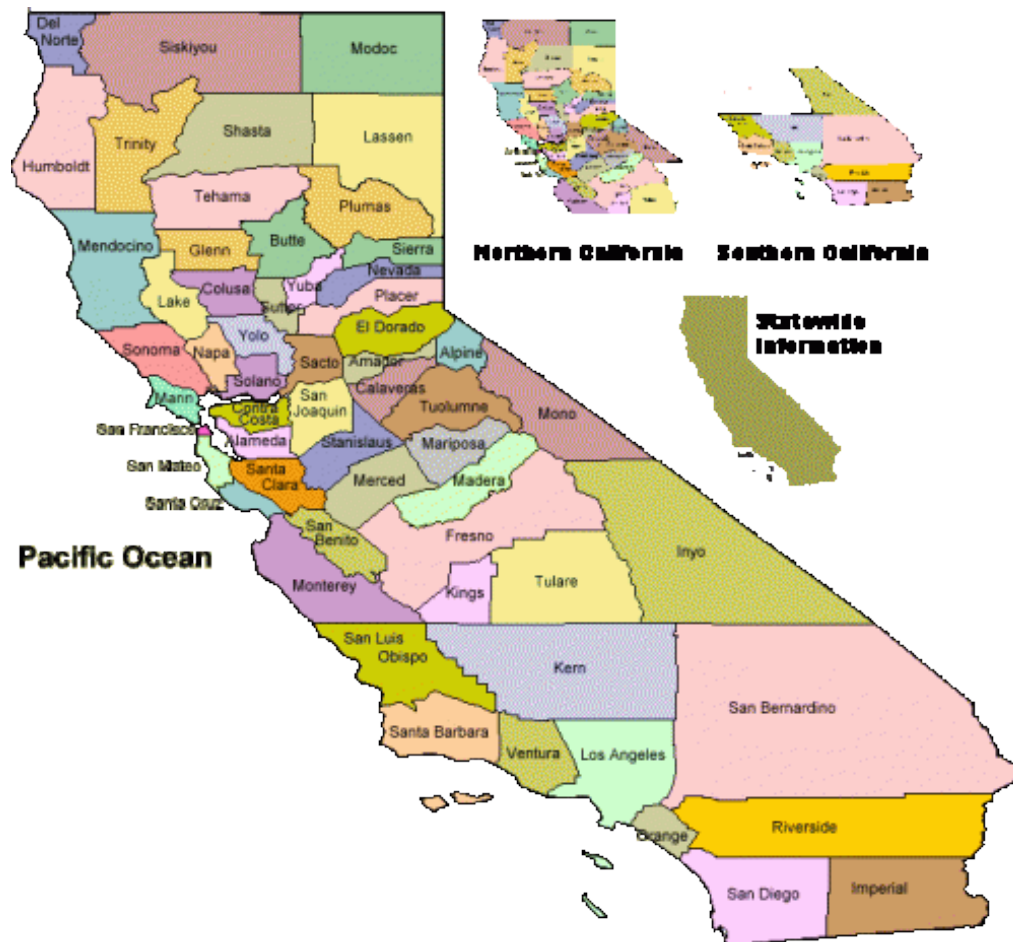 Del
Norte
Siskiyou
Modoc
Humboldt
Trinity
Shasta
Lassen
Tehama
Plumas
Mendocino
Glenn
Butte
Sierra
Lake
Colusa
Sutter
Yuba
Nevada
Placer
Sonoma
Napa
Yolo
El Dorado
Sacto
Amador
Alpine
Solano
Marin
Contra
Costa
San
Joaquin
Calaveras
Tuolumne
Mono
San Francisco
Alameda
Stanislaus
Mariposa
San Mateo
Santa
Clara
Merced
Madera
Santa Cruz
San
Benito
Fresno
Inyo
Pacific Ocean
Monterey
Kings
Tulare
San Luis
Obispo
Kern
San Bernardino
Santa Barbara
Ventura
Los Angeles
Orange
Riverside
San Diego
Imperial
Northern California
Southern California
Statewide
Information